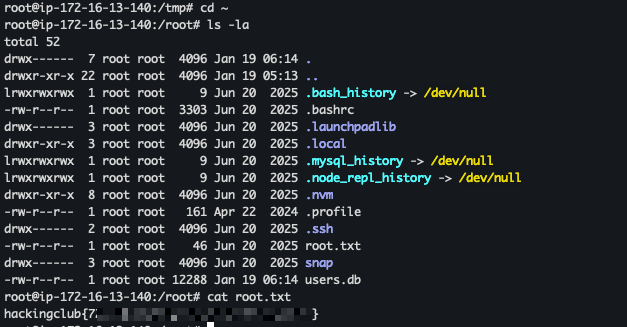 root@ip-172-16-13-140:/tmp# cd ~
root@ip-172-16-13-140:/root# ls -la
total 52
drwx------  7 root root  4096 Jan 19 06:14 .
drwxr-xr-x 22 root root  4096 Jan 19 05:13 ..
lrwxrwxrwx  1 root root     9 Jun 20  2025 .bash_history -> /dev/null
-rw-r--r--  1 root root  3303 Jun 20  2025 .bashrc
drwx------  3 root root  4096 Jun 20  2025 .launchpadlib
drwxr-xr-x  3 root root  4096 Jun 20  2025 .local
lrwxrwxrwx  1 root root     9 Jun 20  2025 .mysql_history -> /dev/null
lrwxrwxrwx  1 root root     9 Jun 20  2025 .node_repl_history -> /dev/null
drwxr-xr-x  8 root root  4096 Jun 20  2025 .nvm
-rw-r--r--  1 root root   161 Apr 22  2024 .profile
drwx------  2 root root  4096 Jun 20  2025 .ssh
-rw-r--r--  1 root root    46 Jun 20  2025 root.txt
drwx------  3 root root  4096 Jun 20  2025 snap
-rw-r--r--  1 root root 12288 Jan 19 06:14 users.db
root@ip-172-16-13-140:/root# cat root.txt
hackingclub{7 }